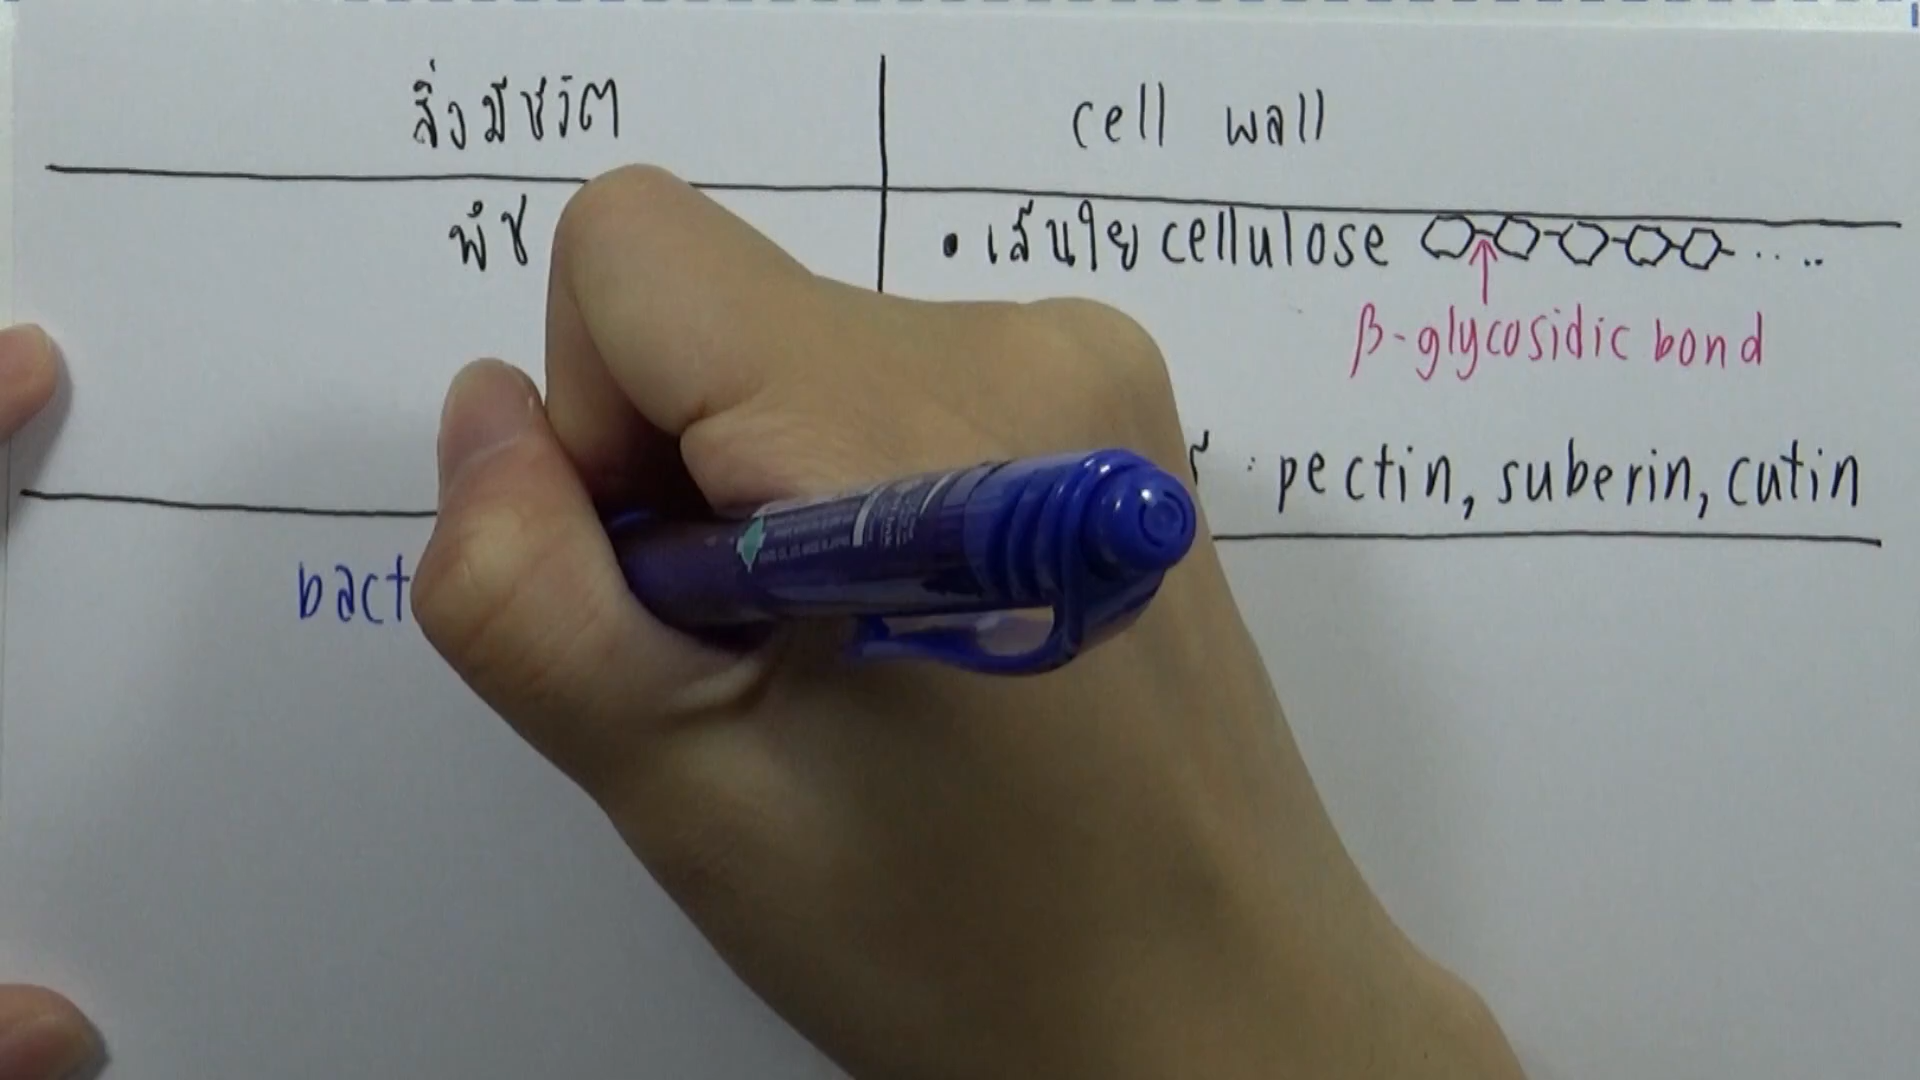 สิ่งมีชีวิต
cell wall
พืช
• เส้นใย cellulose ....
β-glycosidic bond
: pectin, suberin, cutin
bact